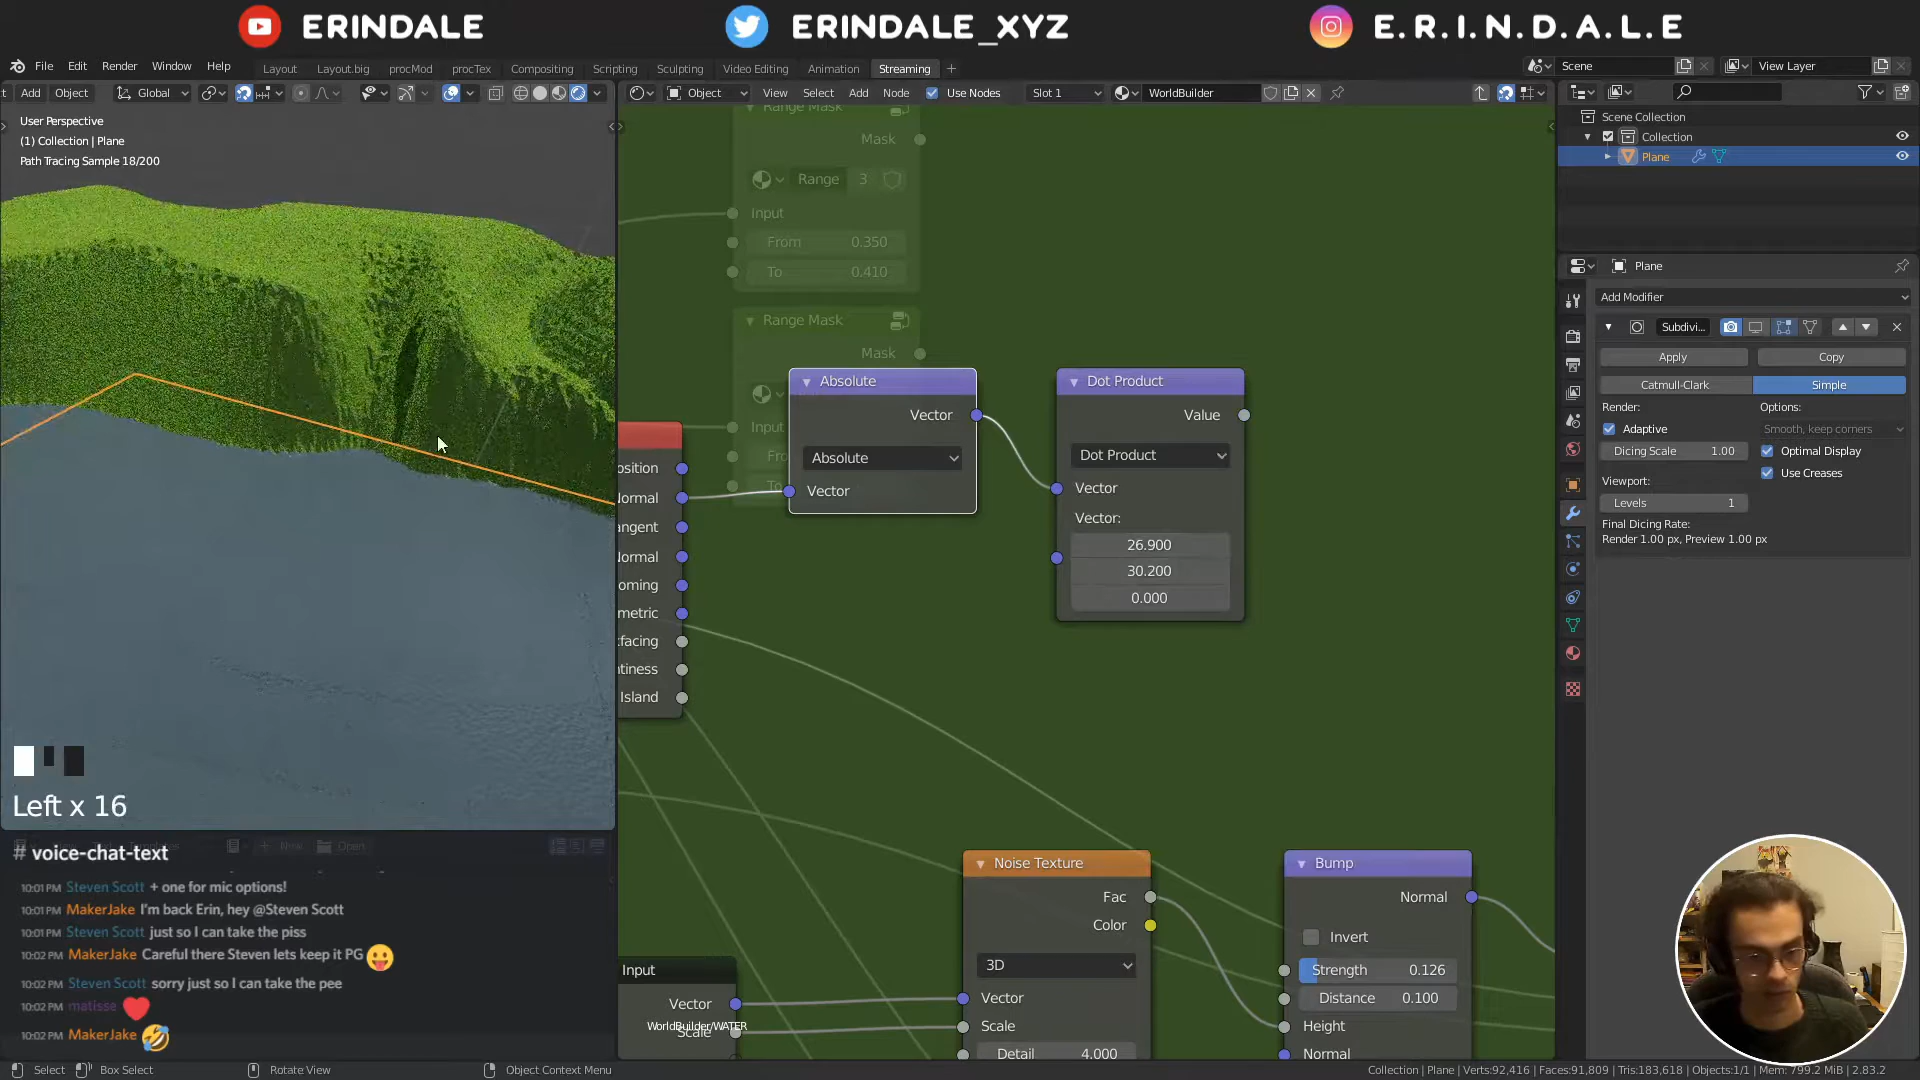 ERINDALE
ERINDALE_XYZ
E.R.I.N.D.A.L.E
File Edit Render Window Help
Layout Layout.big procMod procTex Compositing Scripting Sculpting Video Editing Animation Streaming +
Scene
View Layer
Add Object
Global
Object
View Select Add Node
Use Nodes
Slot 1
WorldBuilder
User Perspective
(1) Collection | Plane
Path Tracing Sample 18/200
Range Mask
Mask
Range 3
Input
From 0.350
To 0.410
Range Mask
Mask
Input
Absolute
Vector
Absolute
Vector
Dot Product
Value
Dot Product
Vector
Vector:
26.900
30.200
0.000
osition
Normal
angent
Normal
oming
metric
facing
ntiness
Island
Noise Texture
Fac
Color
3D
Vector
Scale
Detail 4.000
Bump
Normal
Invert
Strength 0.126
Distance 0.100
Height
Normal
Input
Vector
Scale
WorldBuilder/WATER
Scene Collection
Collection
Plane
Plane
Add Modifier
Subdivi...
Apply
Copy
Catmull-Clark
Simple
Render:
Options:
Adaptive
Smooth, keep corners
Dicing Scale 1.00
Optimal Display
Viewport:
Use Creases
Levels 1
Final Dicing Rate:
Render 1.00 px, Preview 1.00 px
Left x 16
New
Open
# voice-chat-text
10:01 PM Steven Scott + one for mic options!
10:01 PM MakerJake I'm back Erin, hey @Steven Scott
10:01 PM Steven Scott just so I can take the piss
10:02 PM MakerJake Careful there Steven lets keep it PG 😛
10:02 PM Steven Scott sorry just so I can take the pee
10:02 PM matisse ❤️
10:02 PM MakerJake 🤣
Select
Box Select
Rotate View
Object Context Menu
Collection | Plane | Verts:92,416 | Faces:91,809 | Tris:183,618 | Objects:1/1 | Mem: 799.2 MiB | 2.83.2